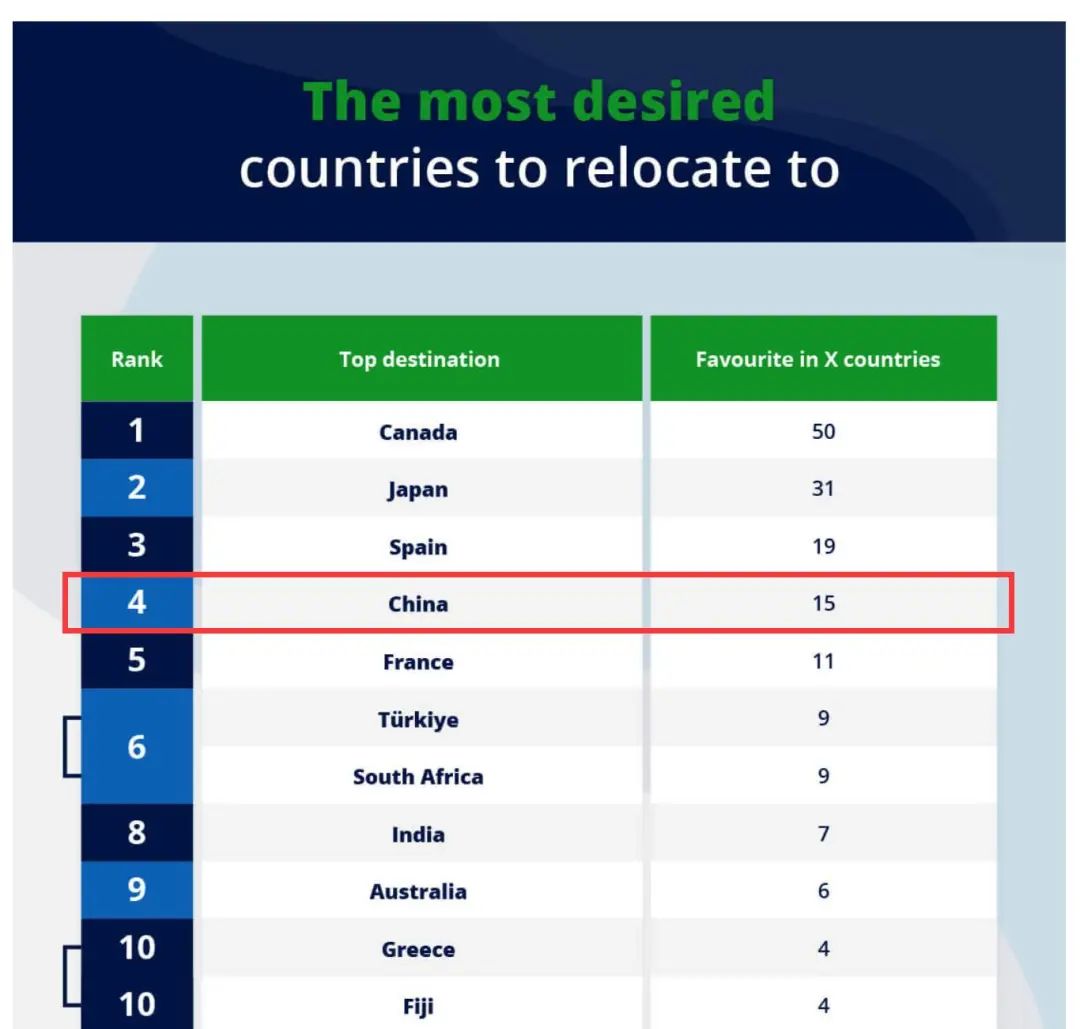 The most desired
countries to relocate to
Rank Top destination Favourite in X countries
1 Canada 50
2 Japan 31
3 Spain 19
4 China 15
5 France 11
6 Türkiye 9
South Africa 9
8 India 7
9 Australia 6
10 Greece 4
10 Fiji 4